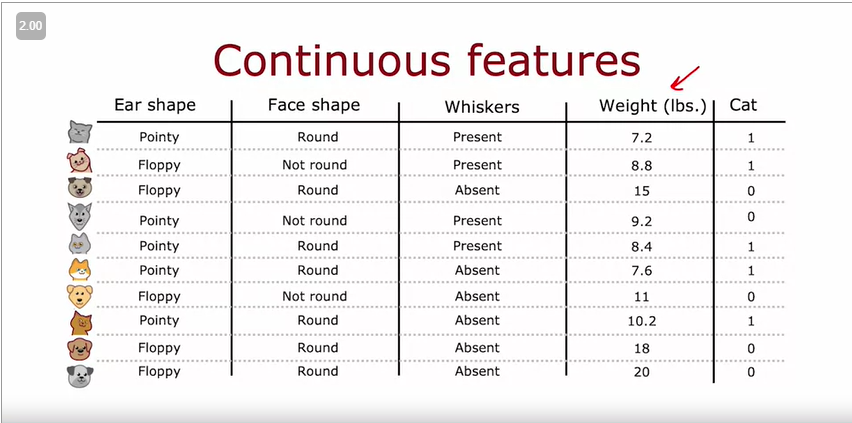 2.00
Continuous features
Ear shape Face shape Whiskers Weight (lbs.) Cat
Pointy Round Present 7.2 1
Floppy Not round Present 8.8 1
Floppy Round Absent 15 0
Pointy Not round Present 9.2 0
Pointy Round Present 8.4 1
Pointy Round Absent 7.6 1
Floppy Not round Absent 11 0
Pointy Round Absent 10.2 1
Floppy Round Absent 18 0
Floppy Round Absent 20 0